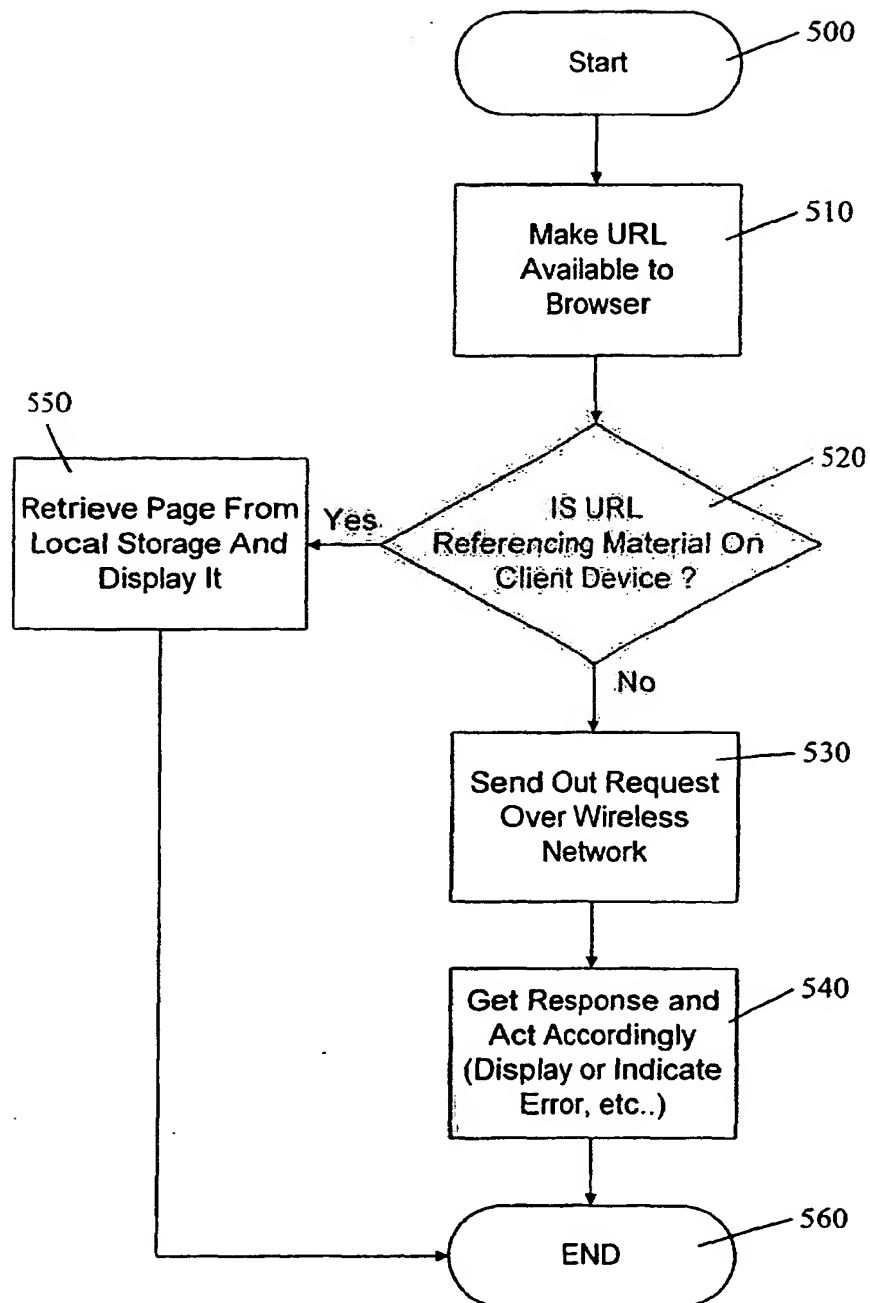 500
Start
510
Make URL
Available to
Browser
550
520
Retrieve Page From
Local Storage And
Display It
Yes
IS URL
Referencing Material On
Client Device ?
No
530
Send Out Request
Over Wireless
Network
540
Get Response and
Act Accordingly
(Display or Indicate
Error, etc..)
560
END